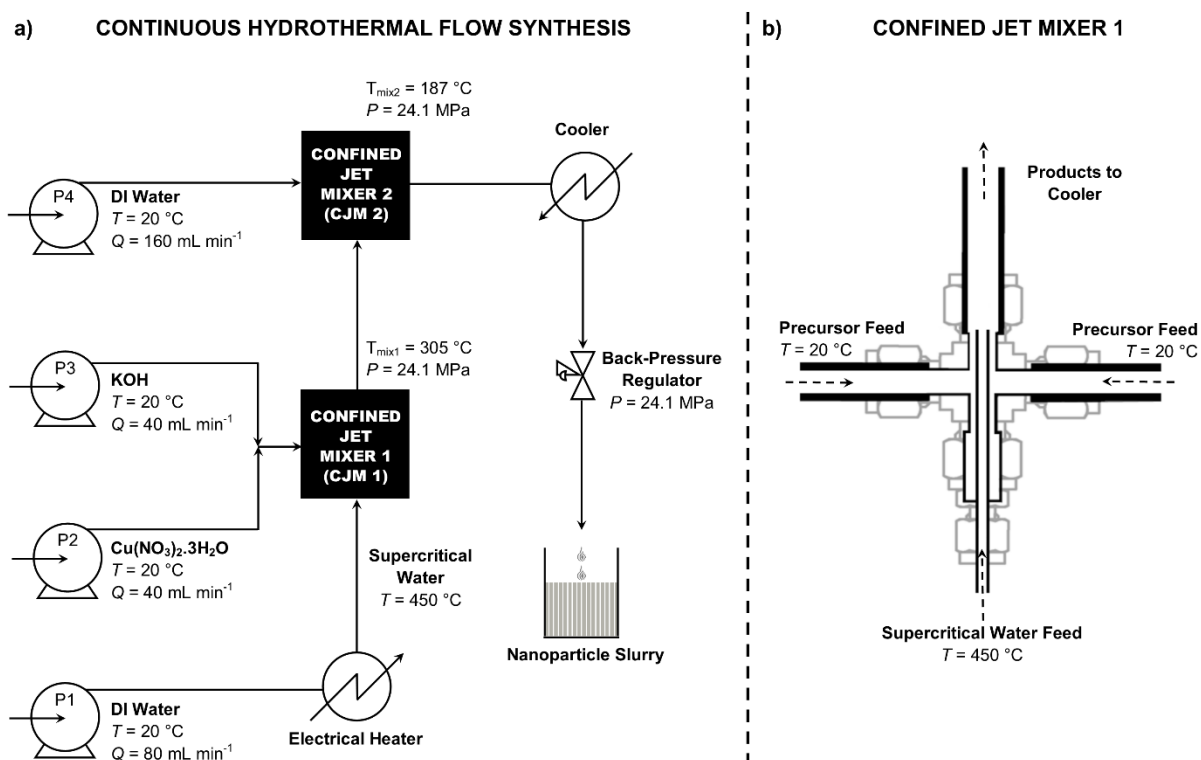 a) CONTINUOUS HYDROTHERMAL FLOW SYNTHESIS
T_mix2 = 187 °C
P = 24.1 MPa
Cooler
CONFINED
JET
MIXER 2
(CJM 2)
P4
DI Water
T = 20 °C
Q = 160 mL min⁻¹
T_mix1 = 305 °C
P = 24.1 MPa
P3
KOH
T = 20 °C
Q = 40 mL min⁻¹
CONFINED
JET
MIXER 1
(CJM 1)
Back-Pressure
Regulator
P = 24.1 MPa
P2
Cu(NO₃)₂.3H₂O
T = 20 °C
Q = 40 mL min⁻¹
Supercritical
Water
T = 450 °C
Nanoparticle Slurry
P1
DI Water
T = 20 °C
Q = 80 mL min⁻¹
Electrical Heater
b) CONFINED JET MIXER 1
Products to
Cooler
Precursor Feed
T = 20 °C
Precursor Feed
T = 20 °C
Supercritical Water Feed
T = 450 °C